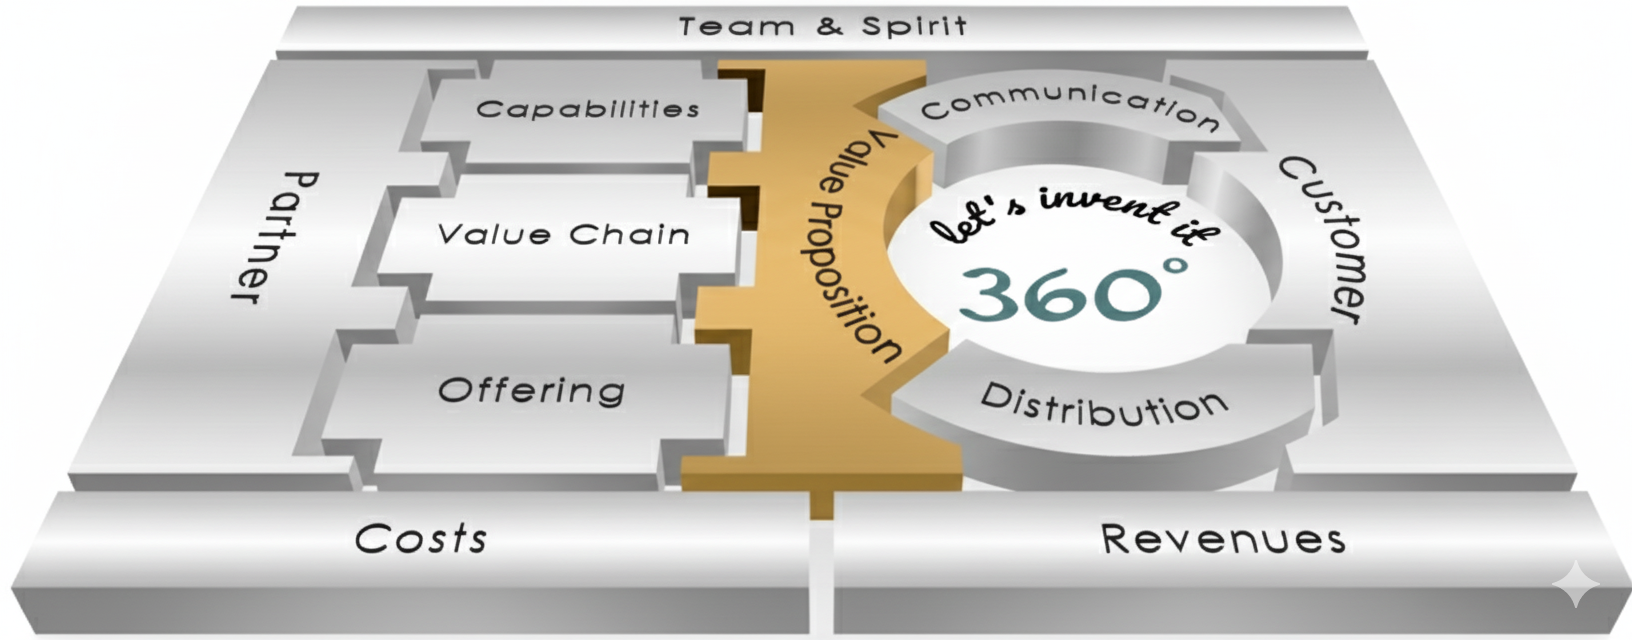 Team & Spirit
Partner
Capabilities
Value Chain
Offering
Value Proposition
Communication
let's invent it
360°
Distribution
Customer
Costs
Revenues